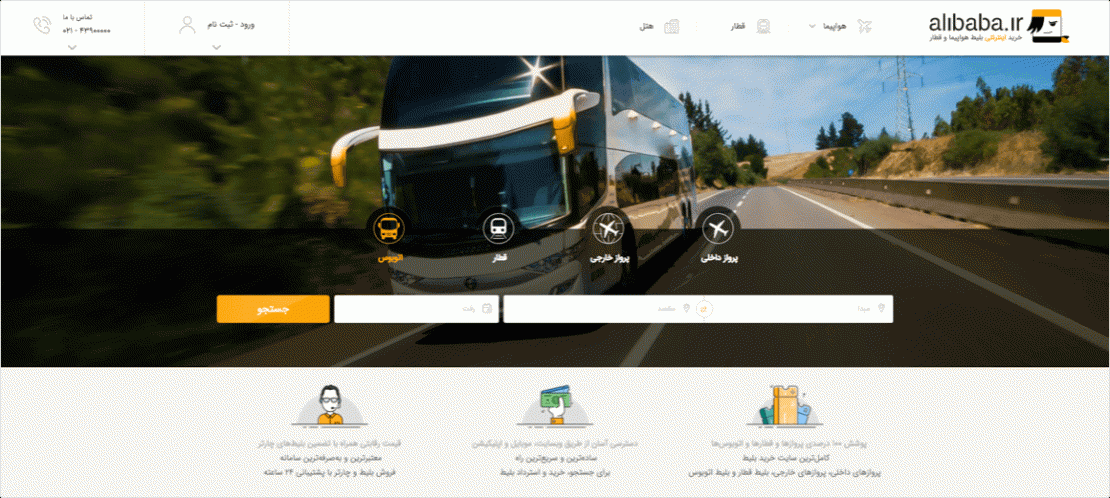 alibaba.ir
خرید اینترنتی بلیط هواپیما و قطار
هواپیما
قطار
هتل
ورود - ثبت نام
تماس با ما
۰۲۱ - ۴۳۹۰۰۰۰۰
پرواز داخلی
پرواز خارجی
قطار
اتوبوس
مبدا
مقصد
رفت
جستجو
پوشش ۱۰۰ درصدی پروازها و قطارها و اتوبوس‌ها
کامل‌ترین سایت خرید بلیط
پروازهای داخلی، پروازهای خارجی، بلیط قطار و بلیط اتوبوس
دسترسی آسان از طریق وبسایت، موبایل و اپلیکیشن
ساده‌ترین و سریع‌ترین راه
برای جستجو، خرید و استرداد بلیط
قیمت رقابتی همراه با تضمین بلیط‌های چارتر
معتبرترین و به‌صرفه‌ترین سامانه
فروش بلیط و چارتر با پشتیبانی ۲۴ ساعته